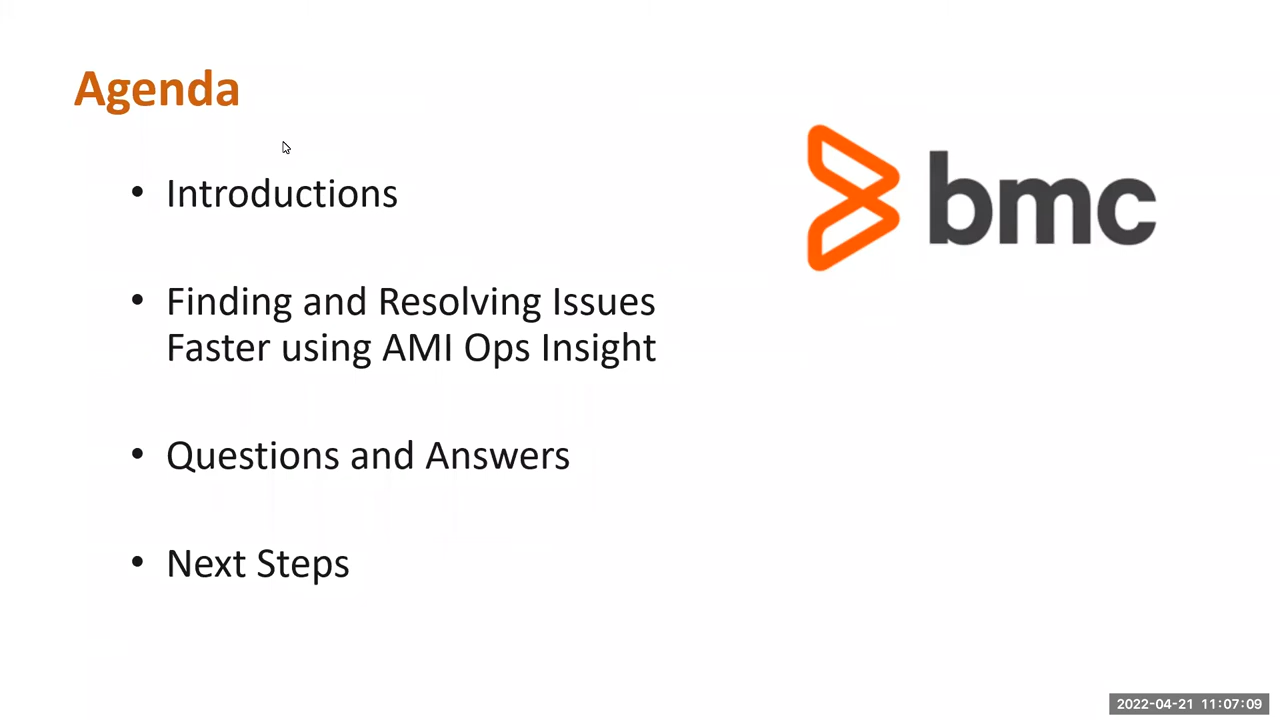 Agenda
• Introductions
bmc
• Finding and Resolving Issues
Faster using AMI Ops Insight
• Questions and Answers
• Next Steps
2022-04-21 11:07:09